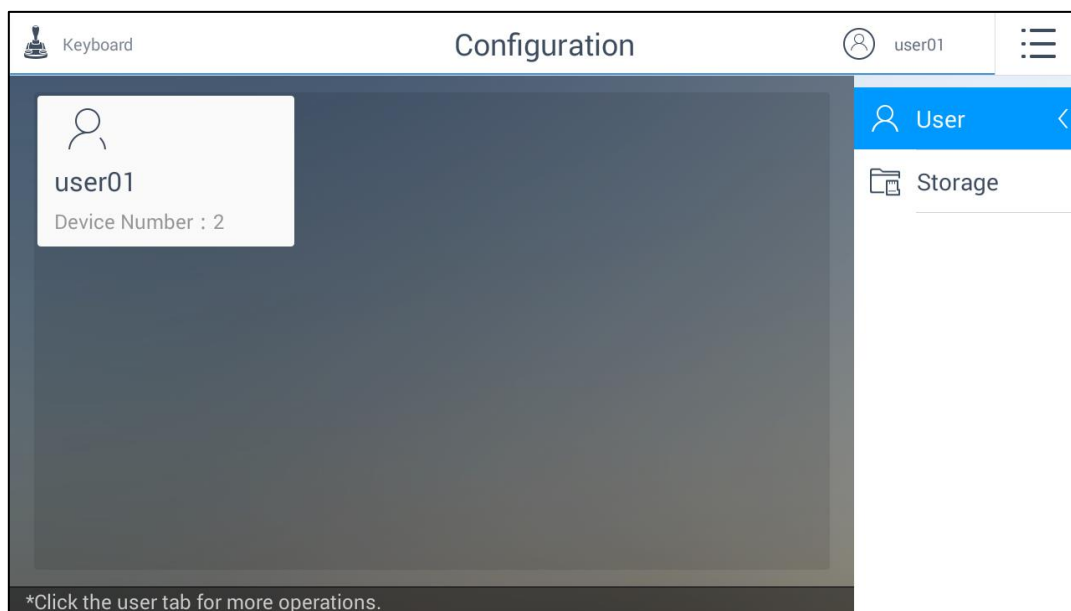 Keyboard
Configuration
user01
User
Storage
user01
Device Number : 2
*Click the user tab for more operations.